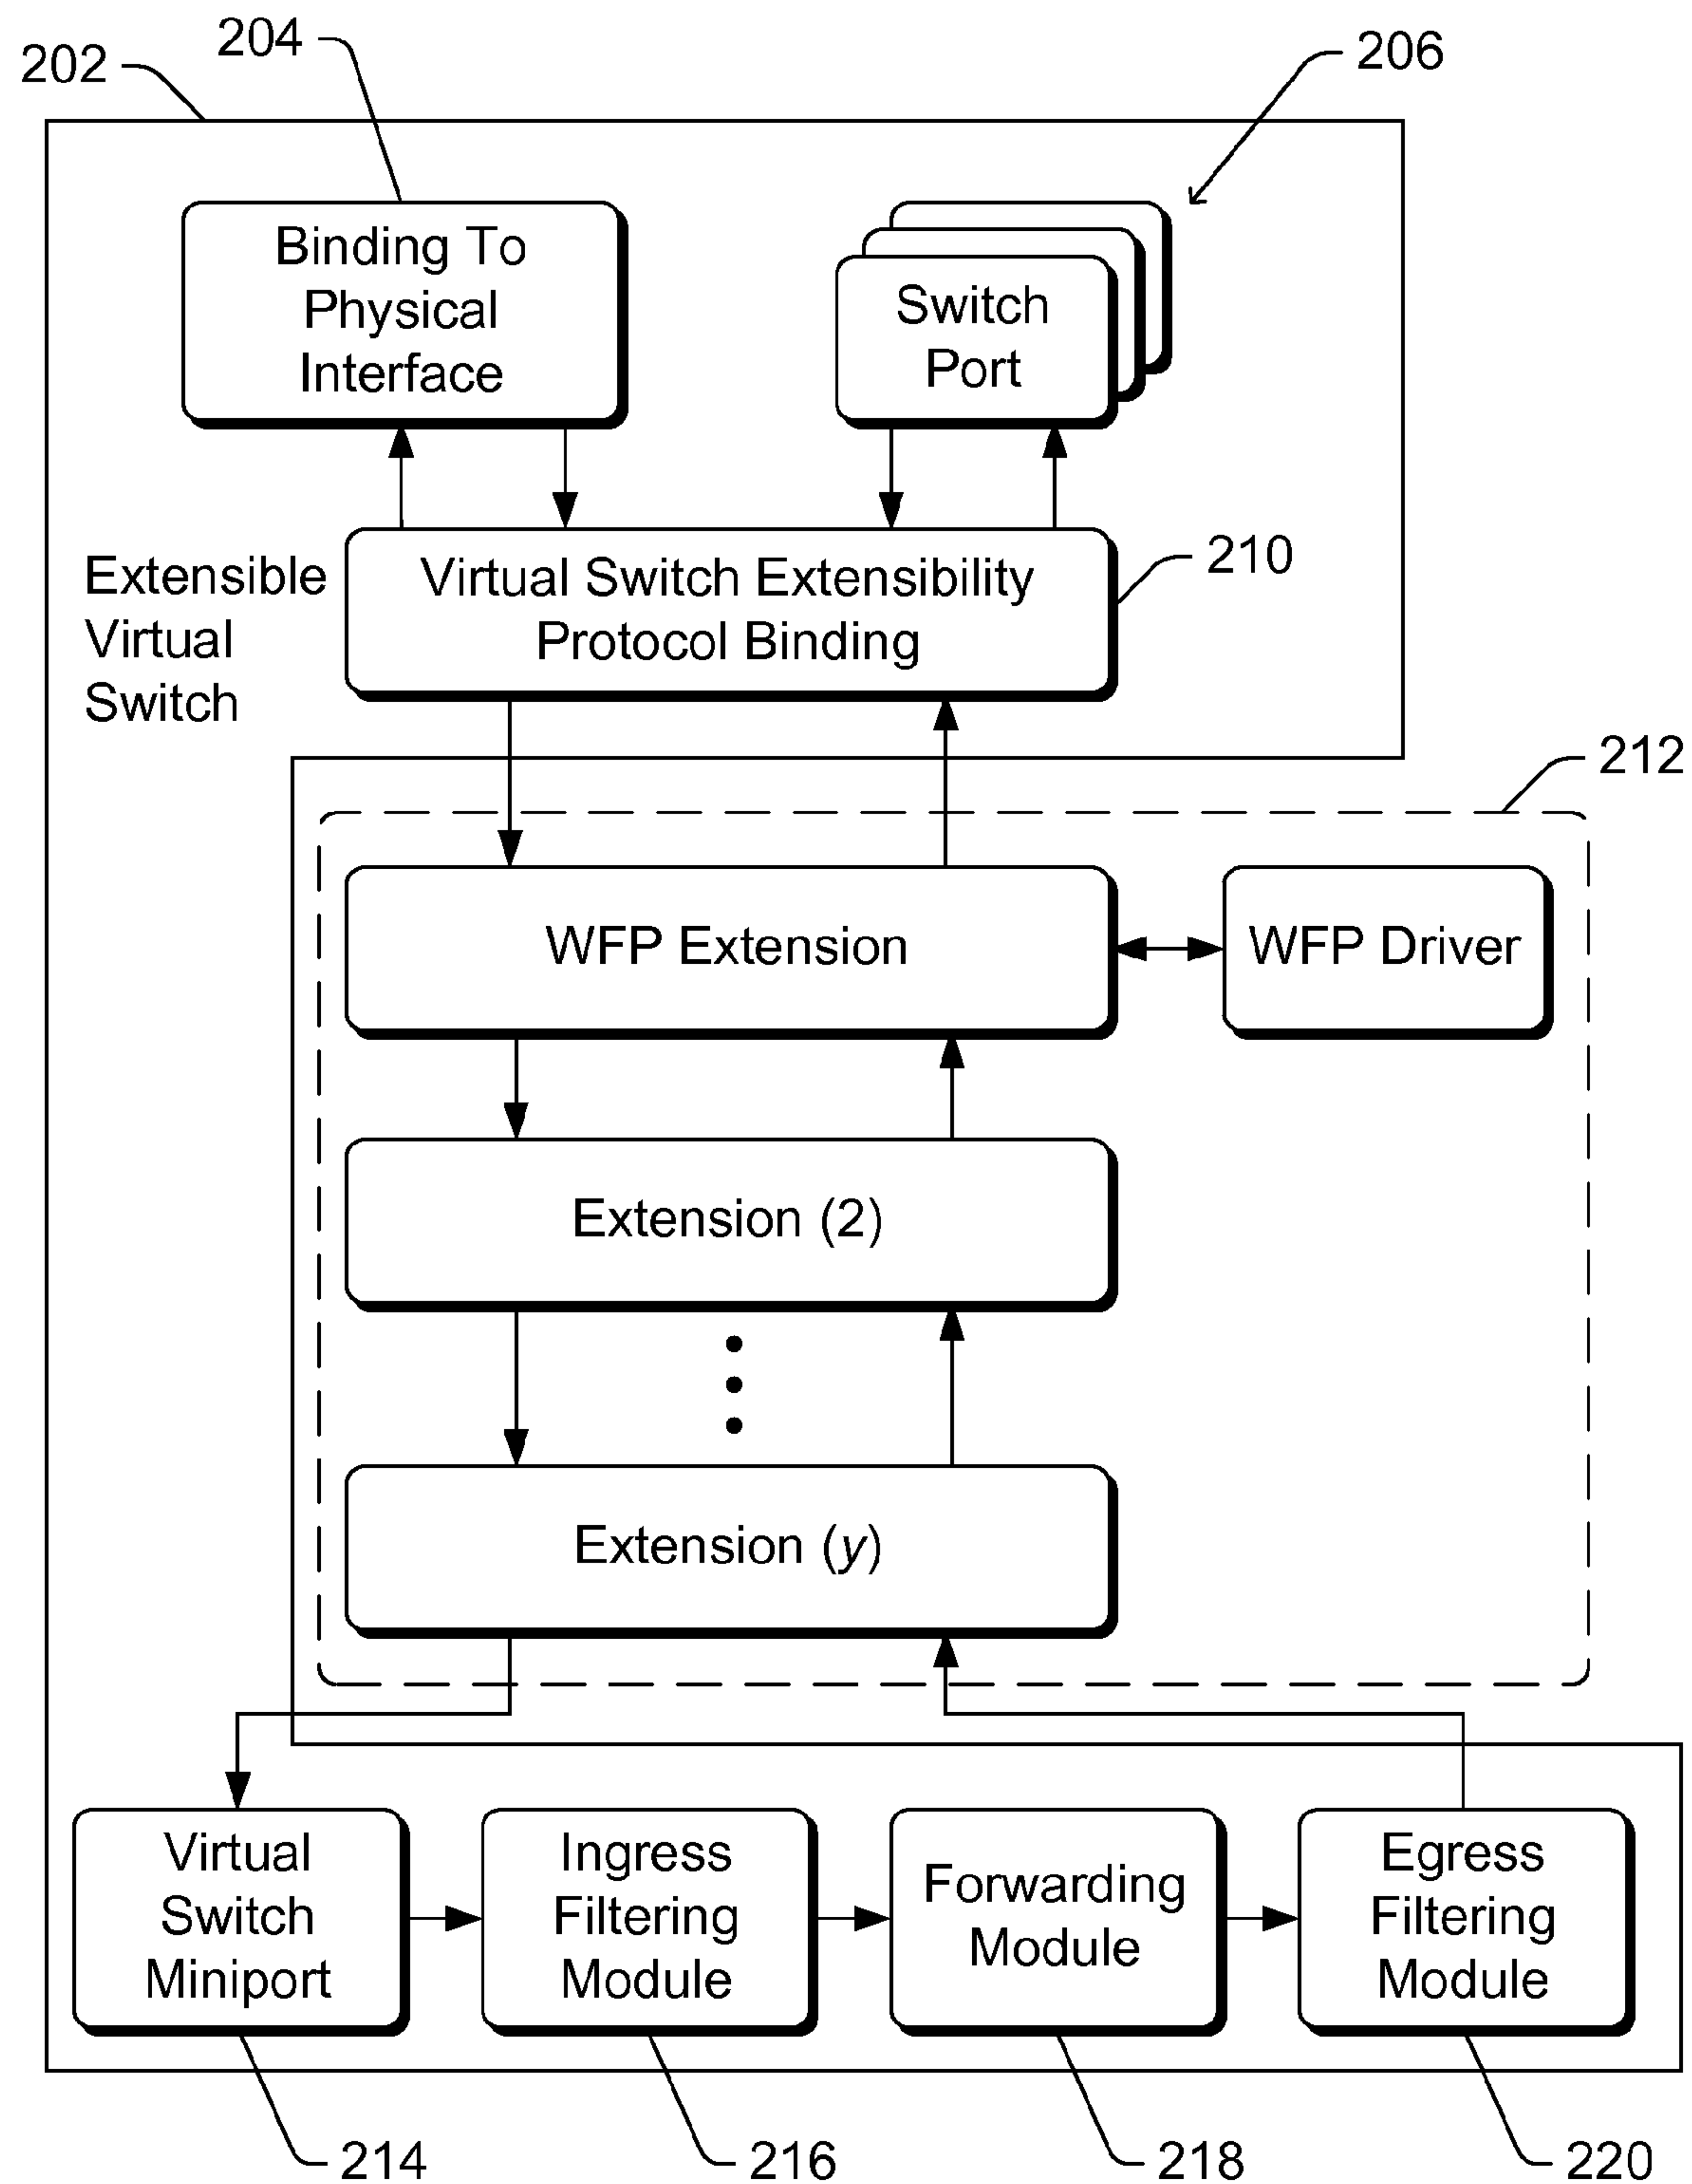 204
202
206
Binding To
Physical
Interface
Switch
Port
Extensible
Virtual
Switch
Virtual Switch Extensibility
Protocol Binding
210
212
WFP Extension
WFP Driver
Extension (2)
Extension (y)
Virtual
Switch
Miniport
Ingress
Filtering
Module
Forwarding
Module
Egress
Filtering
Module
214
216
218
220